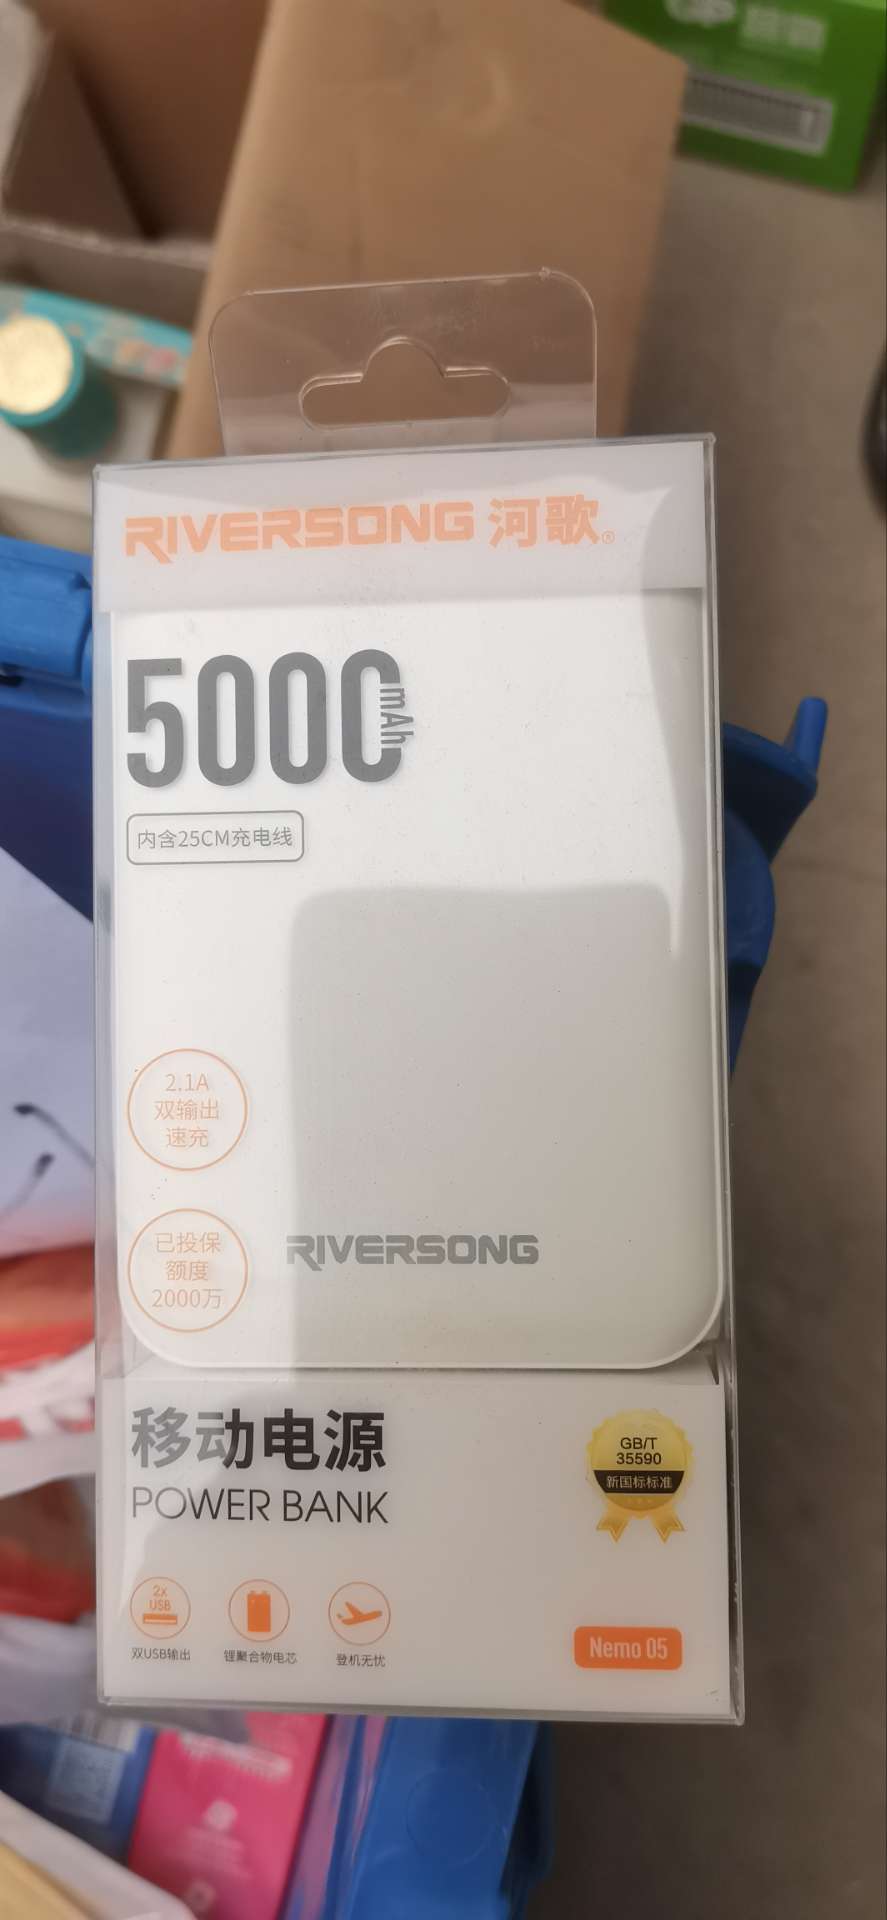 GP 超霸
RIVERSONG 河歌®
5000mAh
内含25CM充电线
2.1A
双输出
速充
已投保
额度
2000万
RIVERSONG
移动电源
POWER BANK
GB/T
35590
新国标标准
2x
USB
双USB输出
锂聚合物电芯
登机无忧
Nemo 05